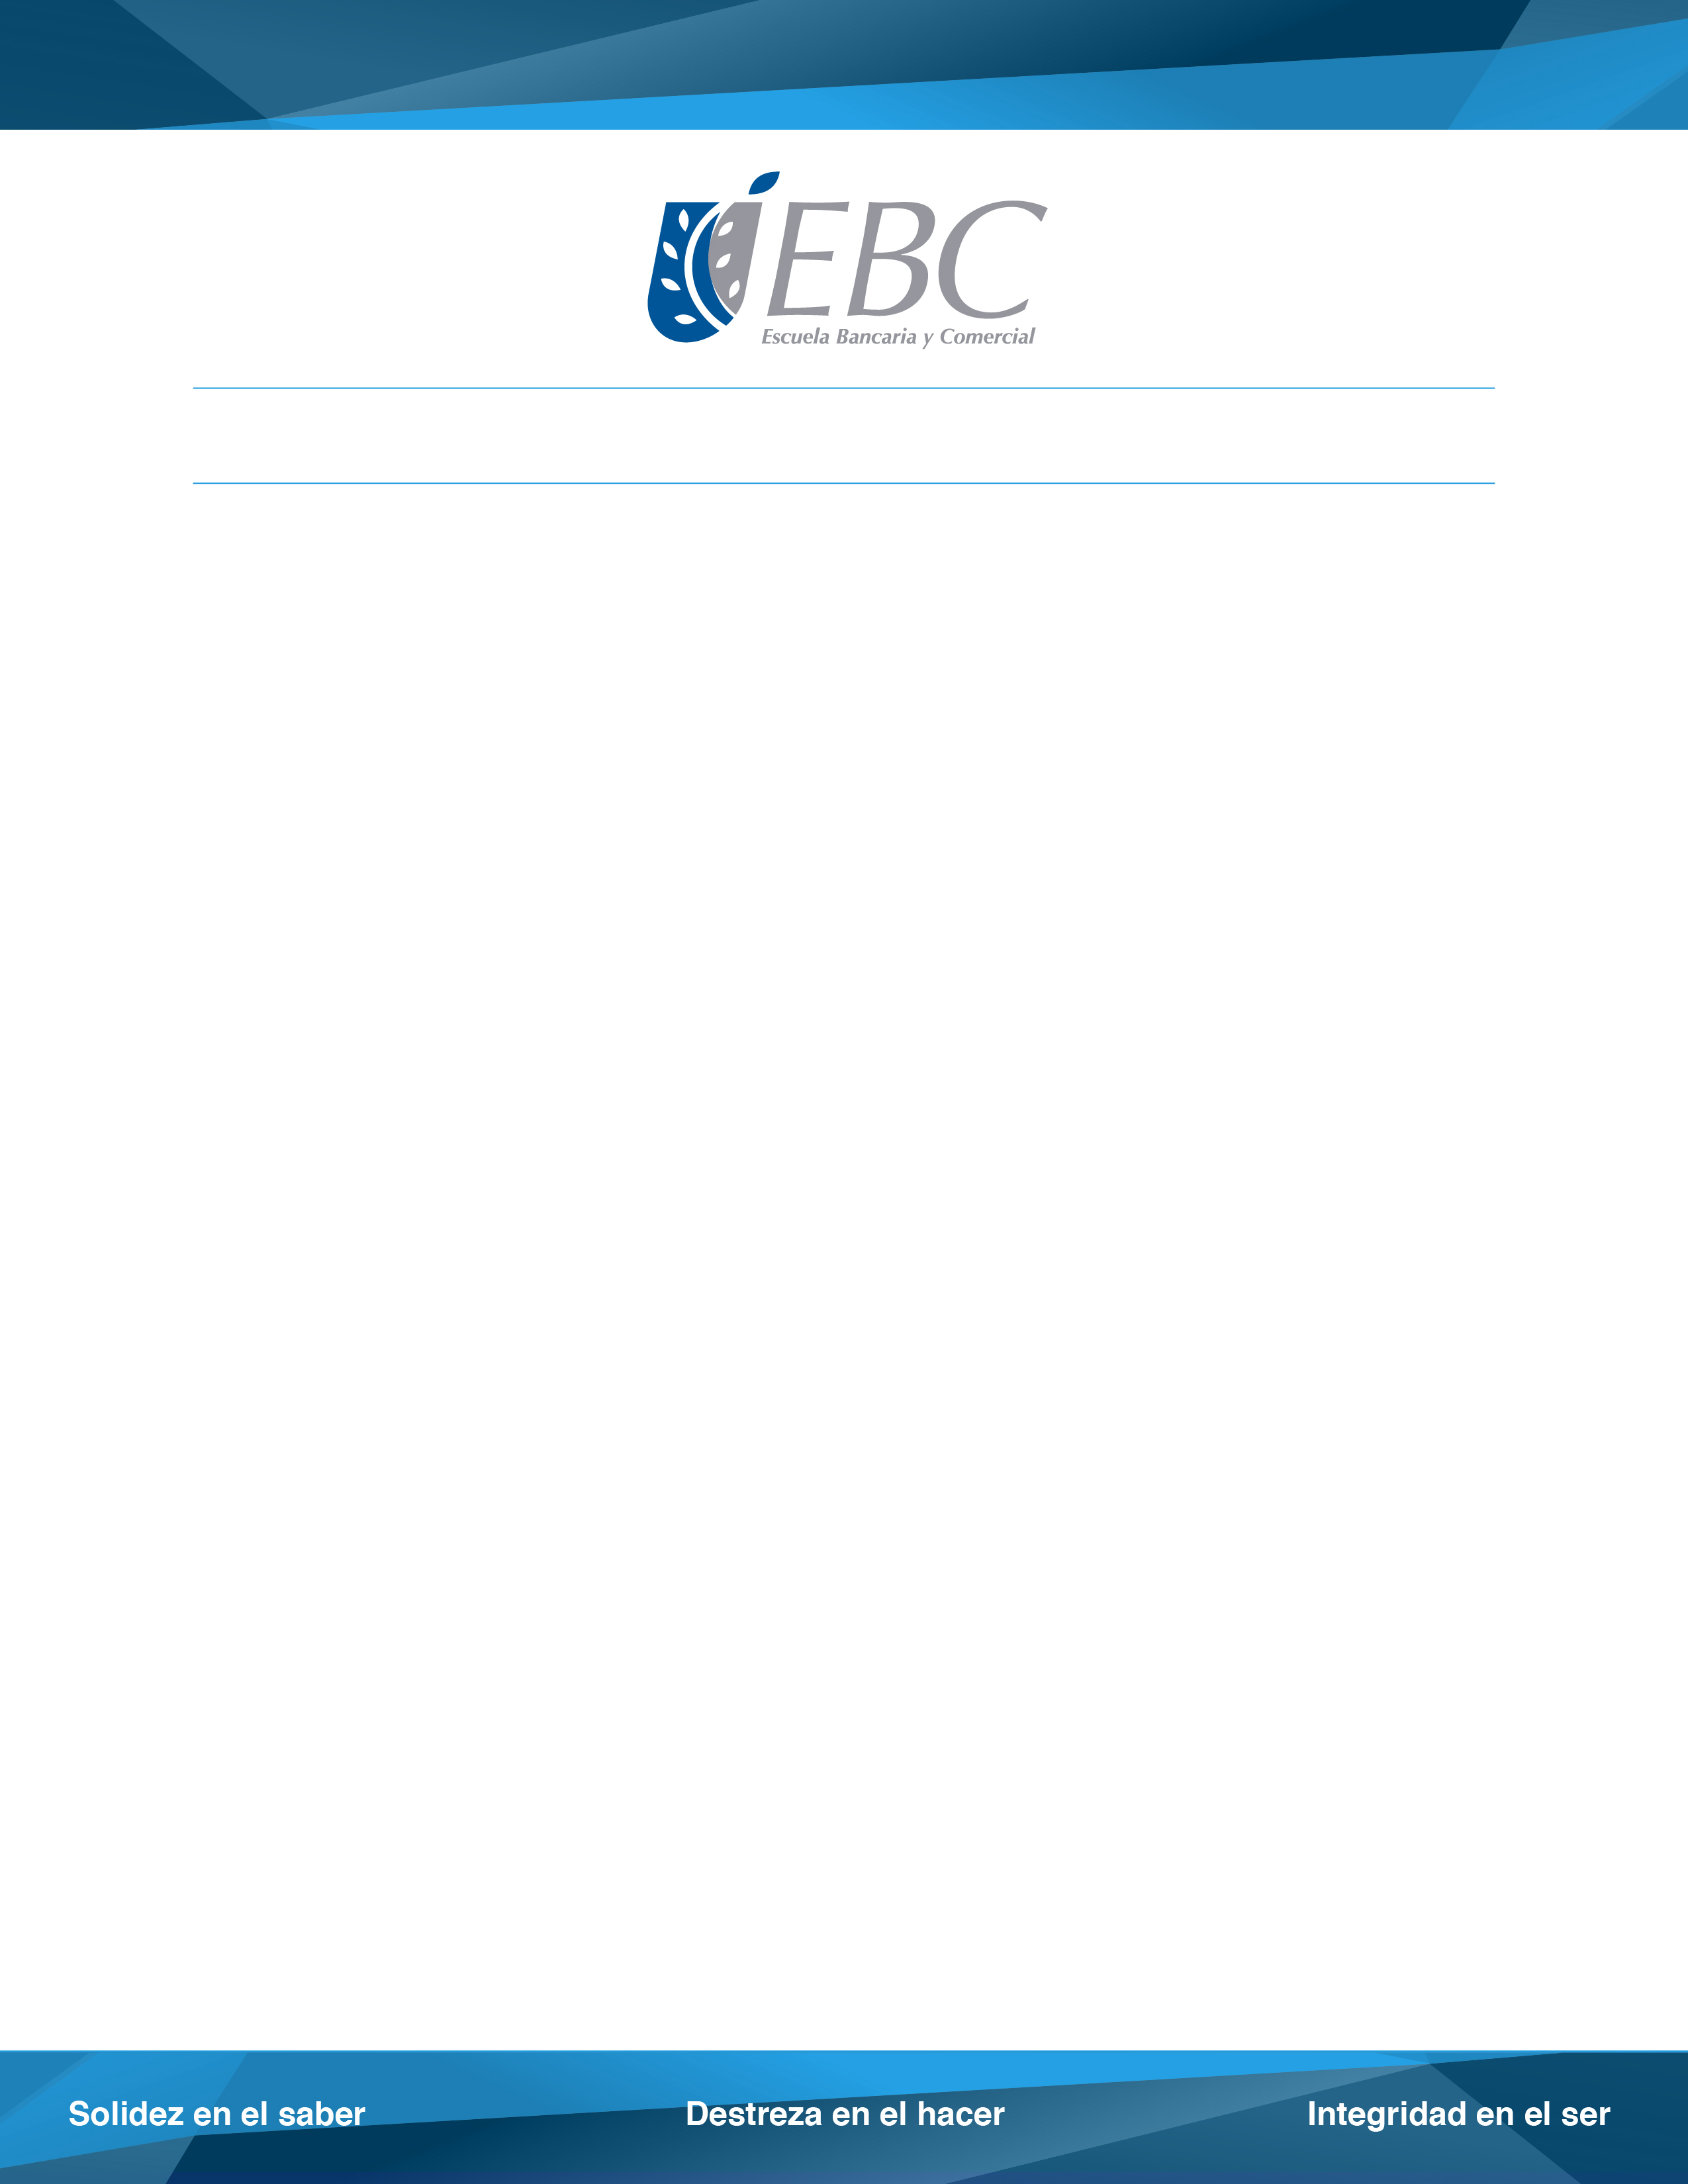 EBC
Escuela Bancaria y Comercial
Solidez en el saber
Destreza en el hacer
Integridad en el ser